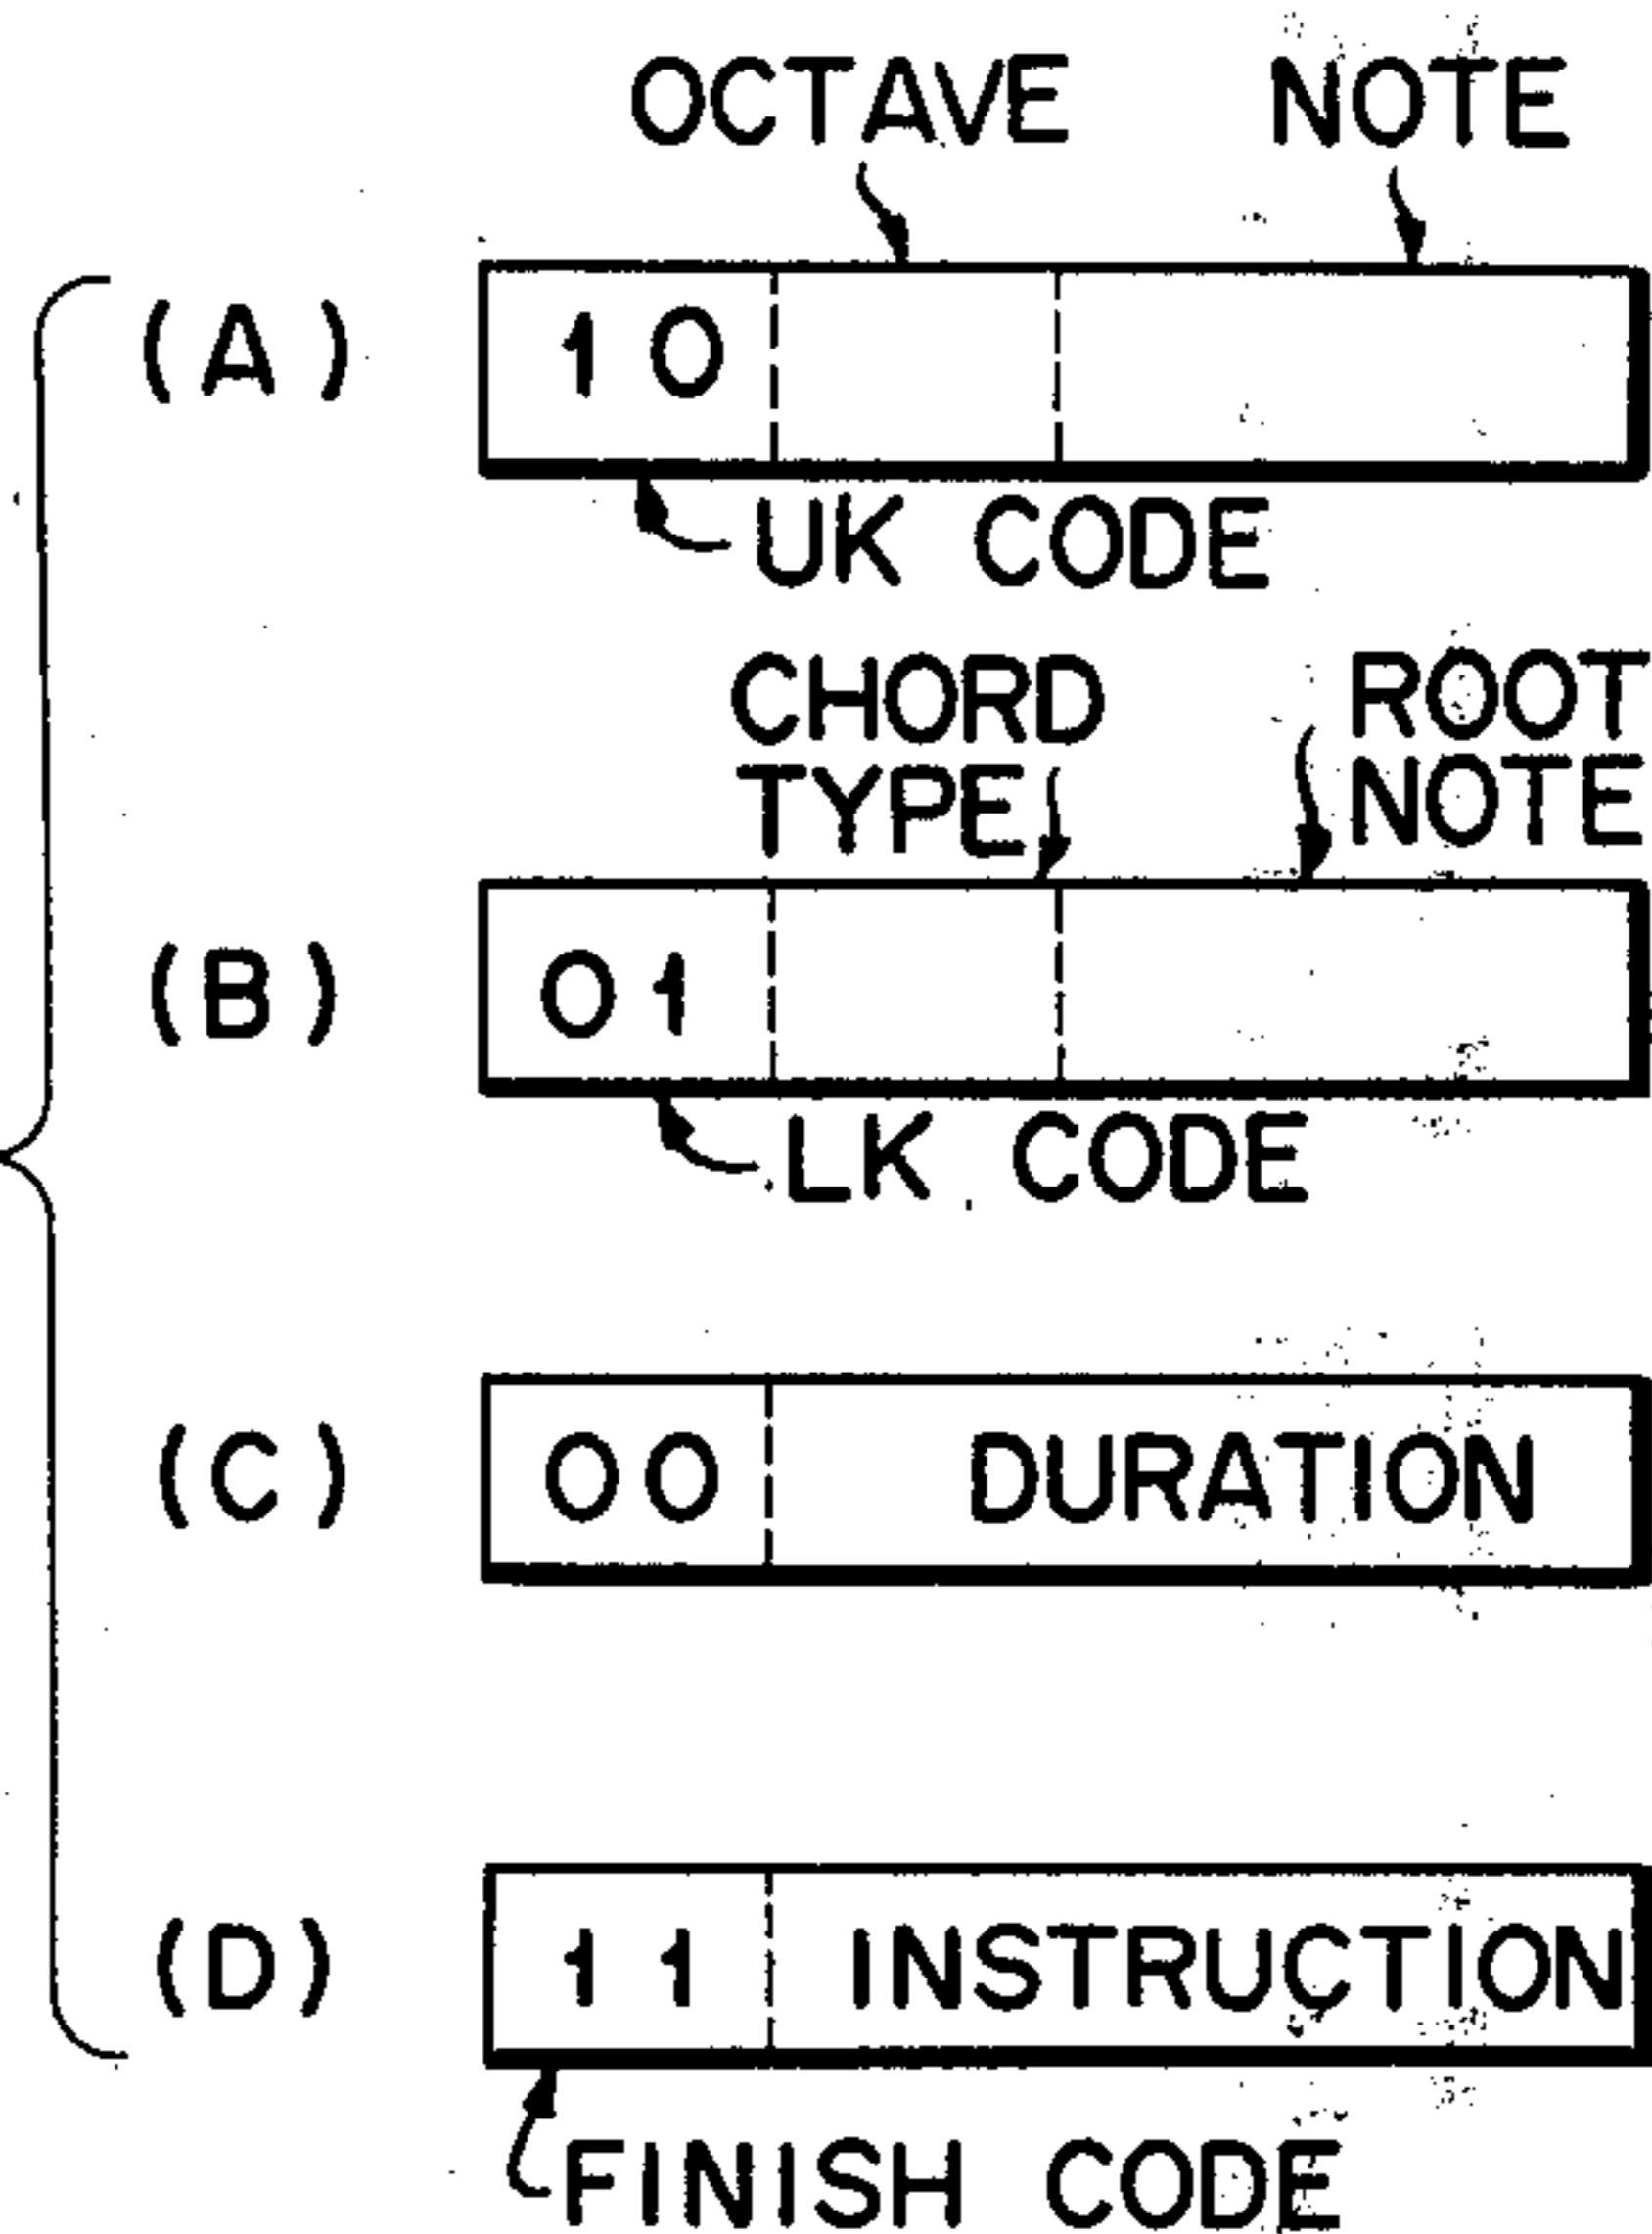 OCTAVE NOTE
(A) 10
UK CODE
CHORD TYPE
ROOT NOTE
(B) 01
LK CODE
(C) 00 DURATION
(D) 11 INSTRUCTION
FINISH CODE